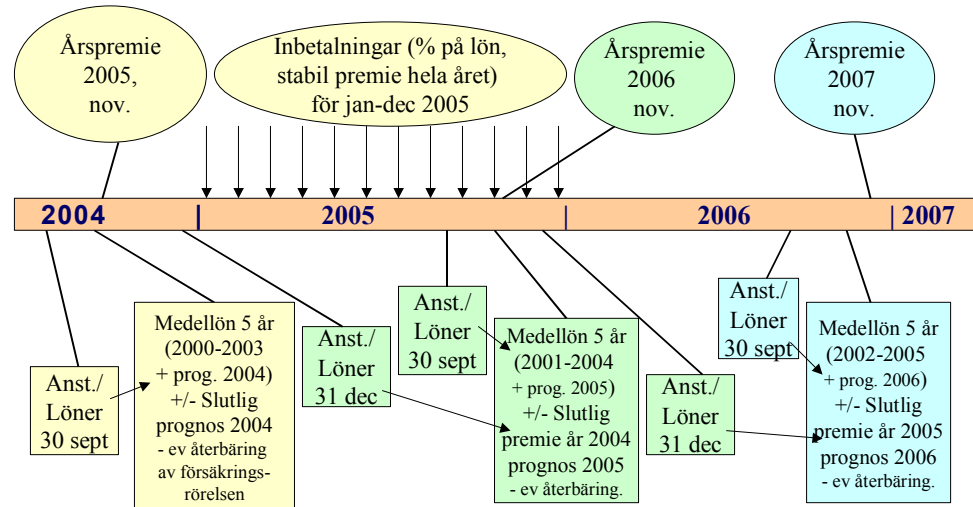 Årspremie
2005,
nov.
Inbetalningar (% på lön,
stabil premie hela året)
för jan-dec 2005
Årspremie
2006
nov.
Årspremie
2007
nov.
2004 | 2005 | 2006 | 2007
Anst./
Löner
30 sept
Medellön 5 år
(2000-2003
+ prog. 2004)
+/- Slutlig
prognos 2004
- ev återbäring
av försäkrings-
rörelsen
Anst./
Löner
31 dec
Anst./
Löner
30 sept
Medellön 5 år
(2001-2004
+ prog. 2005)
+/- Slutlig
premie år 2004
prognos 2005
- ev återbäring.
Anst./
Löner
31 dec
Anst./
Löner
30 sept
Medellön 5 år
(2002-2005
+ prog. 2006)
+/- Slutlig
premie år 2005
prognos 2006
- ev återbäring.